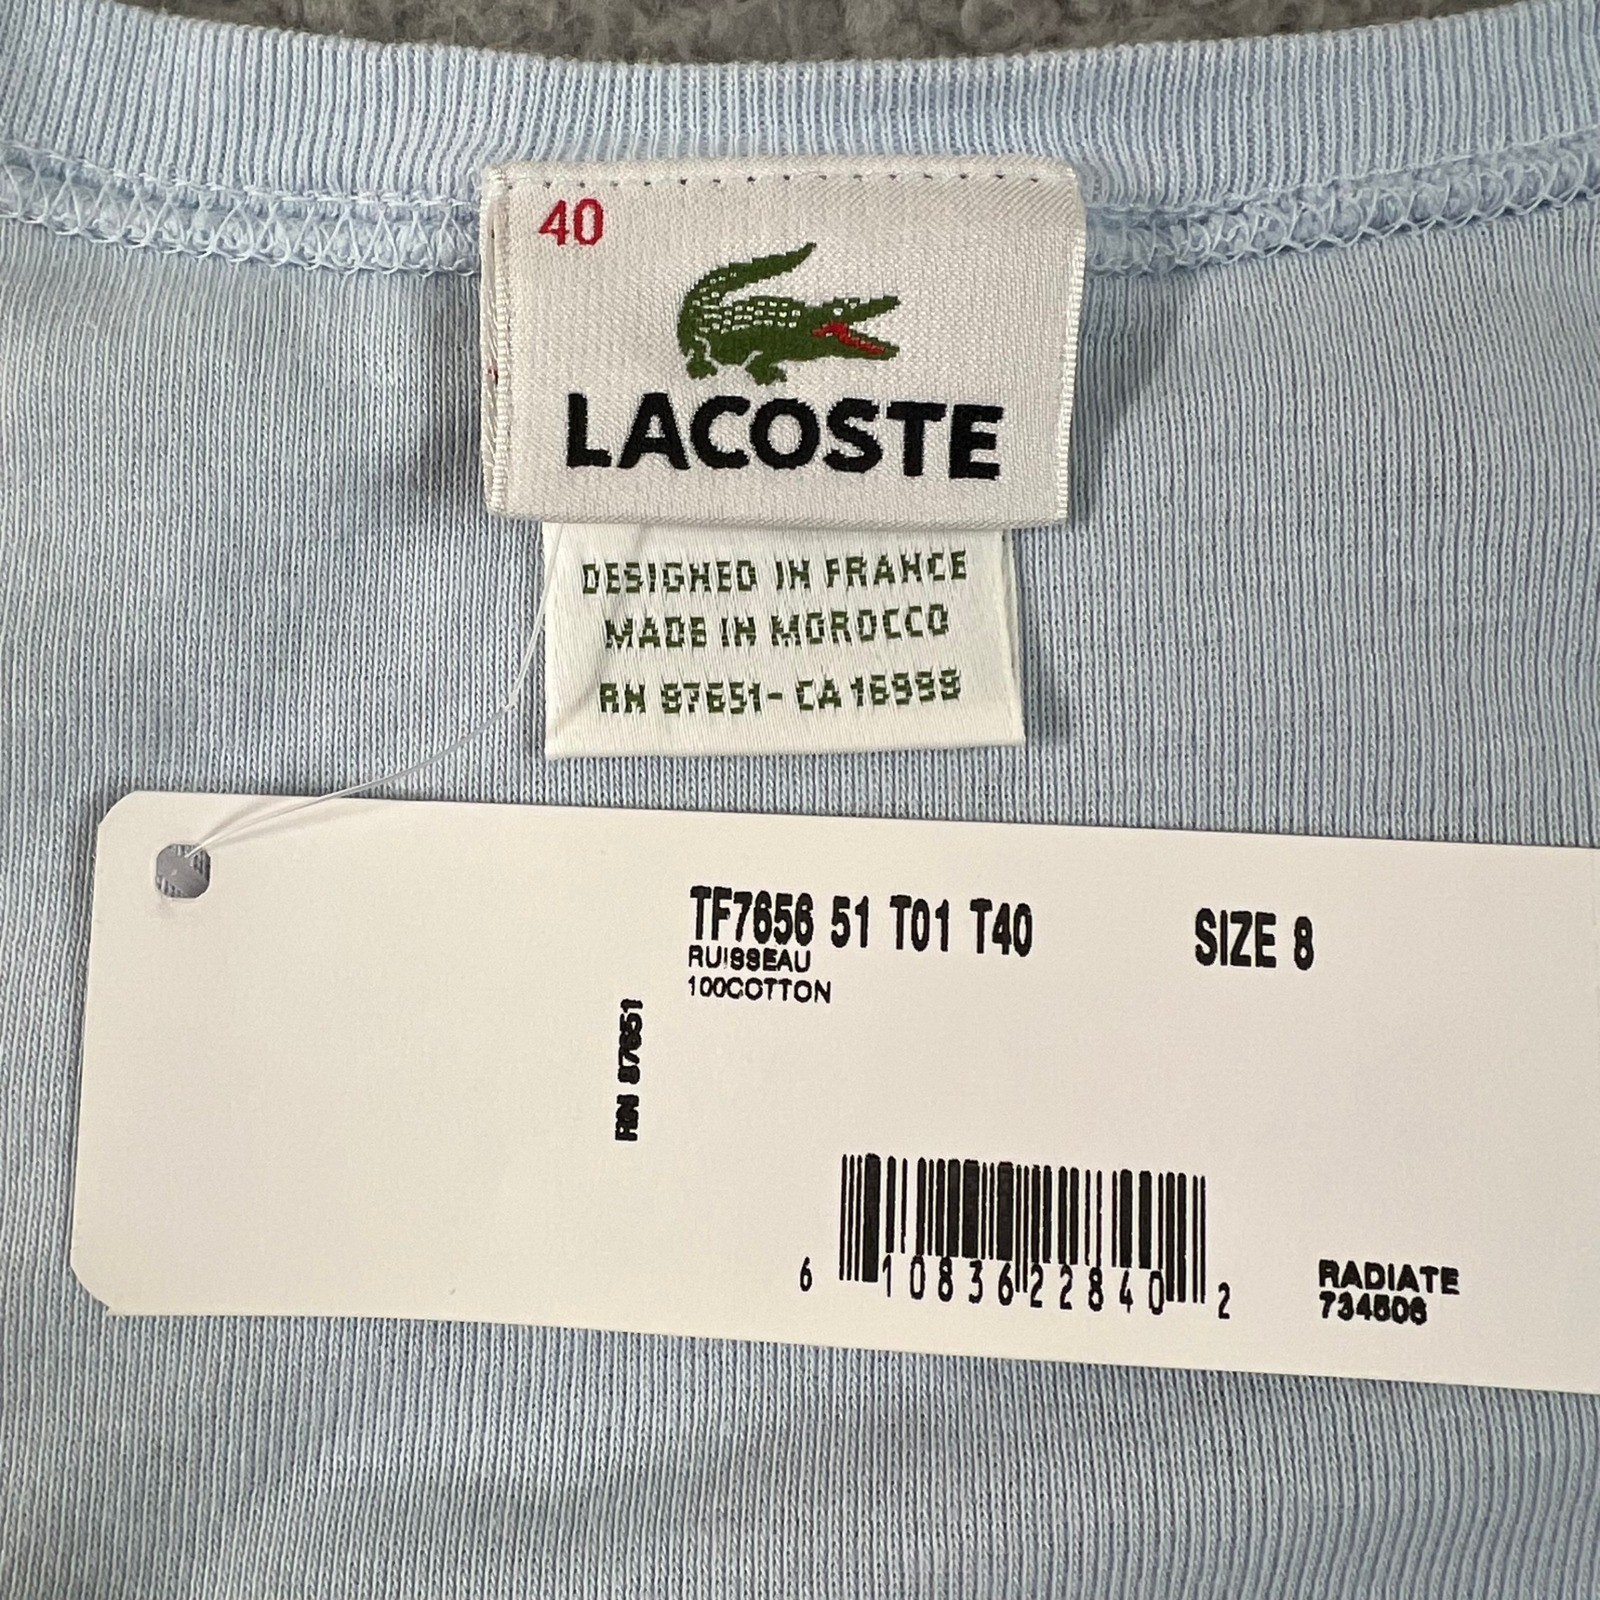 40
LACOSTE
DESIGNED IN FRANCE
MADE IN MOROCCO
RN 87651- CA 16999
TF7656 51 T01 T40 SIZE 8
RUISSEAU
100COTTON
RN 87651
6 10836 22840 2
RADIATE
734506